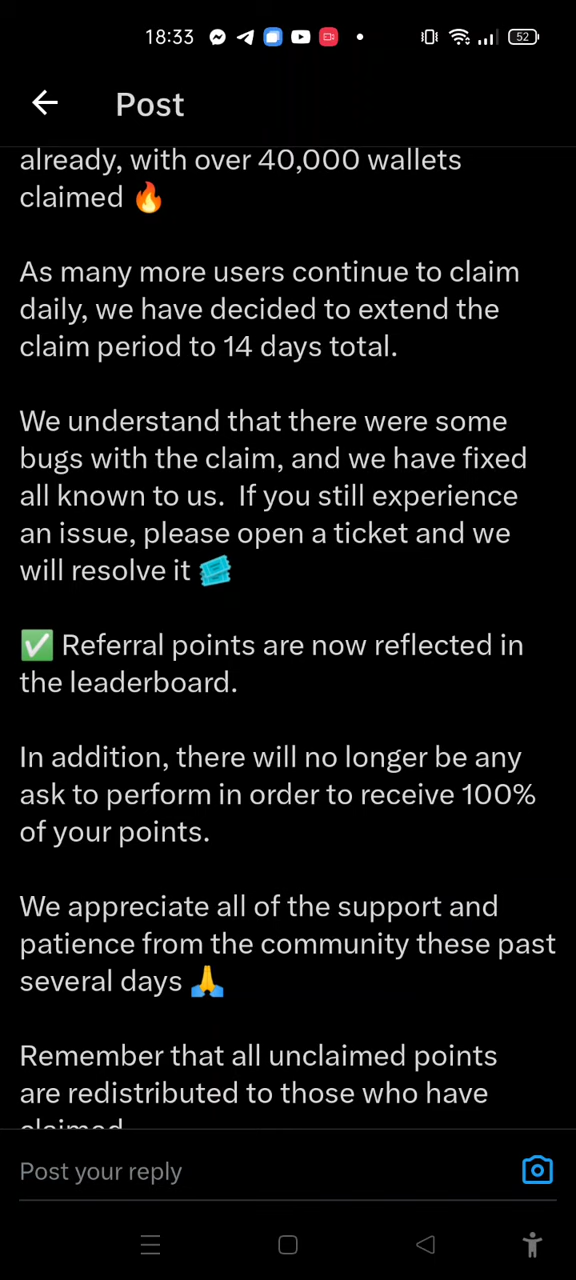 18:33
52
Post
already, with over 40,000 wallets
claimed 🔥
As many more users continue to claim
daily, we have decided to extend the
claim period to 14 days total.
We understand that there were some
bugs with the claim, and we have fixed
all known to us.  If you still experience
an issue, please open a ticket and we
will resolve it 🎟️
✅ Referral points are now reflected in
the leaderboard.
In addition, there will no longer be any
ask to perform in order to receive 100%
of your points.
We appreciate all of the support and
patience from the community these past
several days 🙏
Remember that all unclaimed points
are redistributed to those who have
claimed
Post your reply